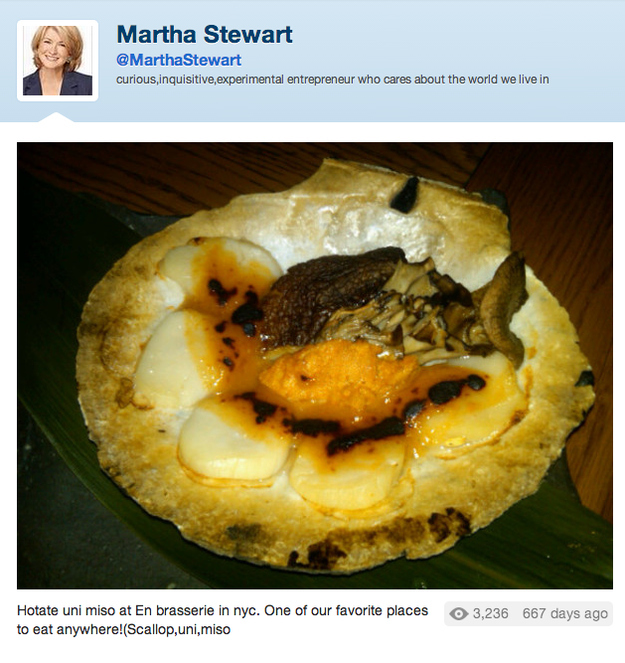 Martha Stewart
@MarthaStewart
curious,inquisitive,experimental entrepreneur who cares about the world we live in
Hotate uni miso at En brasserie in nyc. One of our favorite places
to eat anywhere!(Scallop,uni,miso
3,236 667 days ago